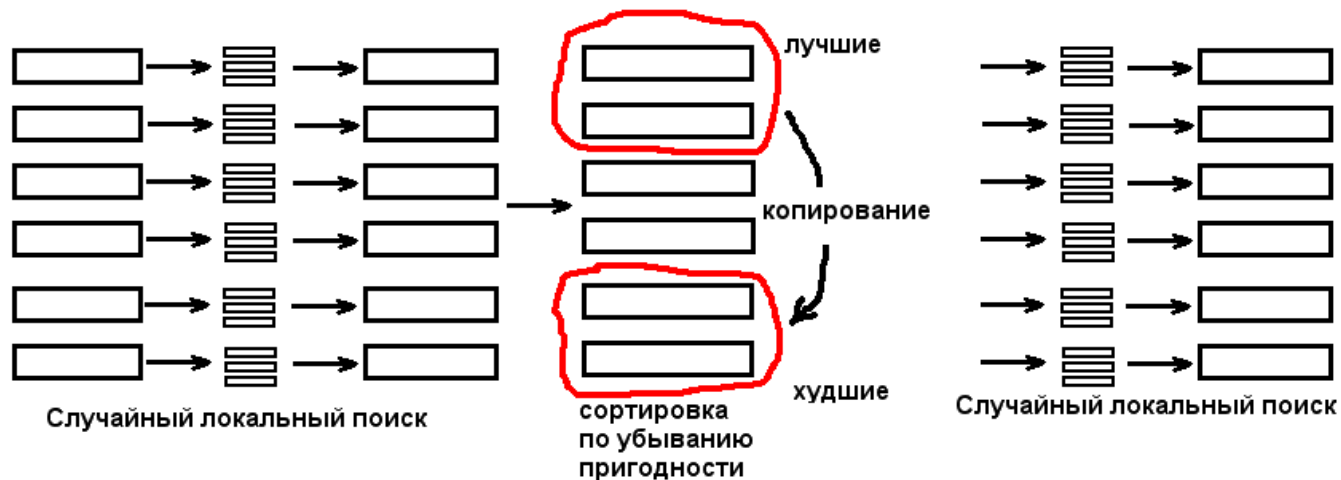 лучшие
копирование
худшие
Случайный локальный поиск
сортировка
по убыванию
пригодности
Случайный локальный поиск